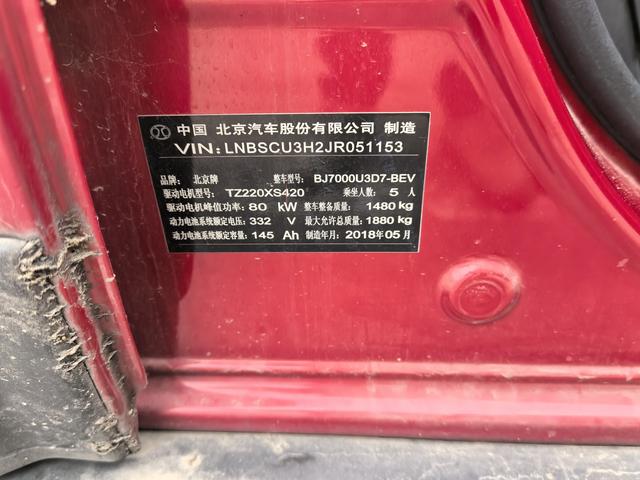 中国 北京汽车股份有限公司 制造
VIN:LNBSCU3H2JR051153
品牌: 北京牌 整车型号: BJ7000U3D7-BEV
驱动电机型号: TZ220XS420 乘坐人数: 5 人
驱动电机峰值功率: 80 kW 整车整备质量: 1480 kg
动力电池系统额定电压: 332 V 最大允许总质量: 1880 kg
动力电池系统额定容量: 145 Ah 制造年月: 2018年05月